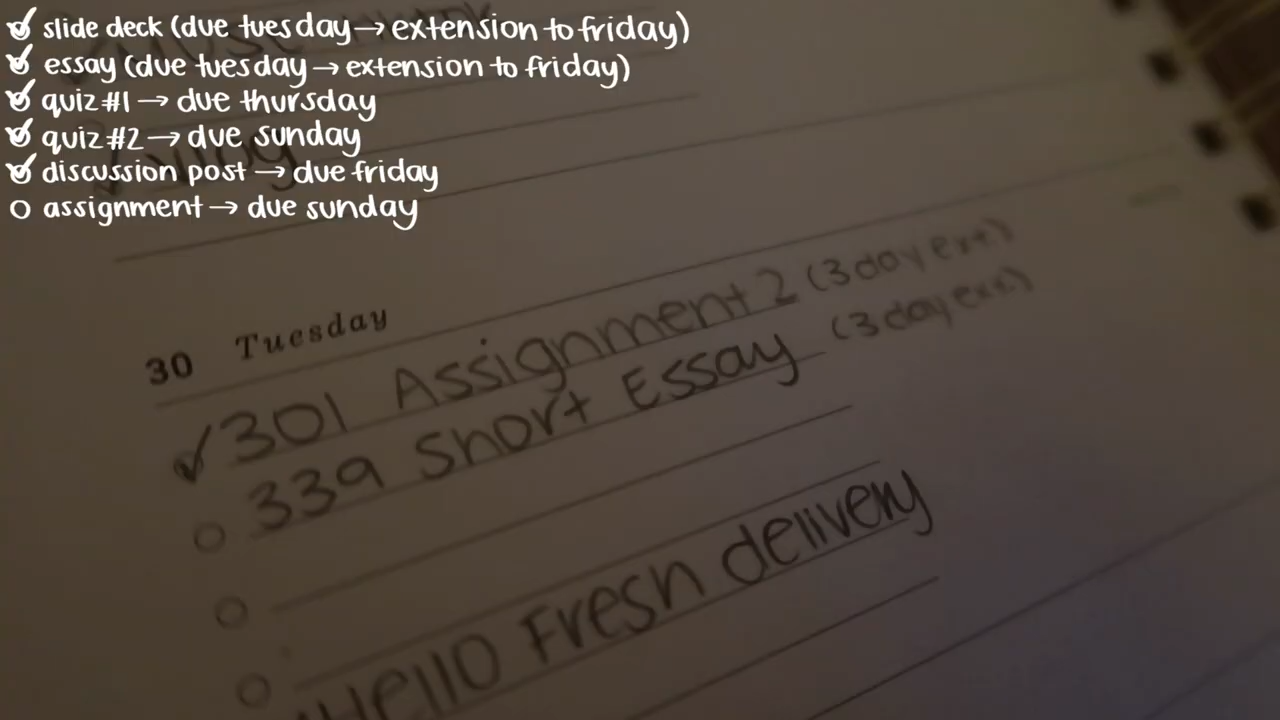 slide deck (due tuesday → extension to friday)
essay (due tuesday → extension to friday)
quiz #1 → due thursday
quiz #2 → due sunday
vlog
discussion post → due friday
assignment → due sunday
30 Tuesday
✓ 301 Assignment 2 (3 day ext)
339 Short Essay (3 day ext)
Hello Fresh delivery